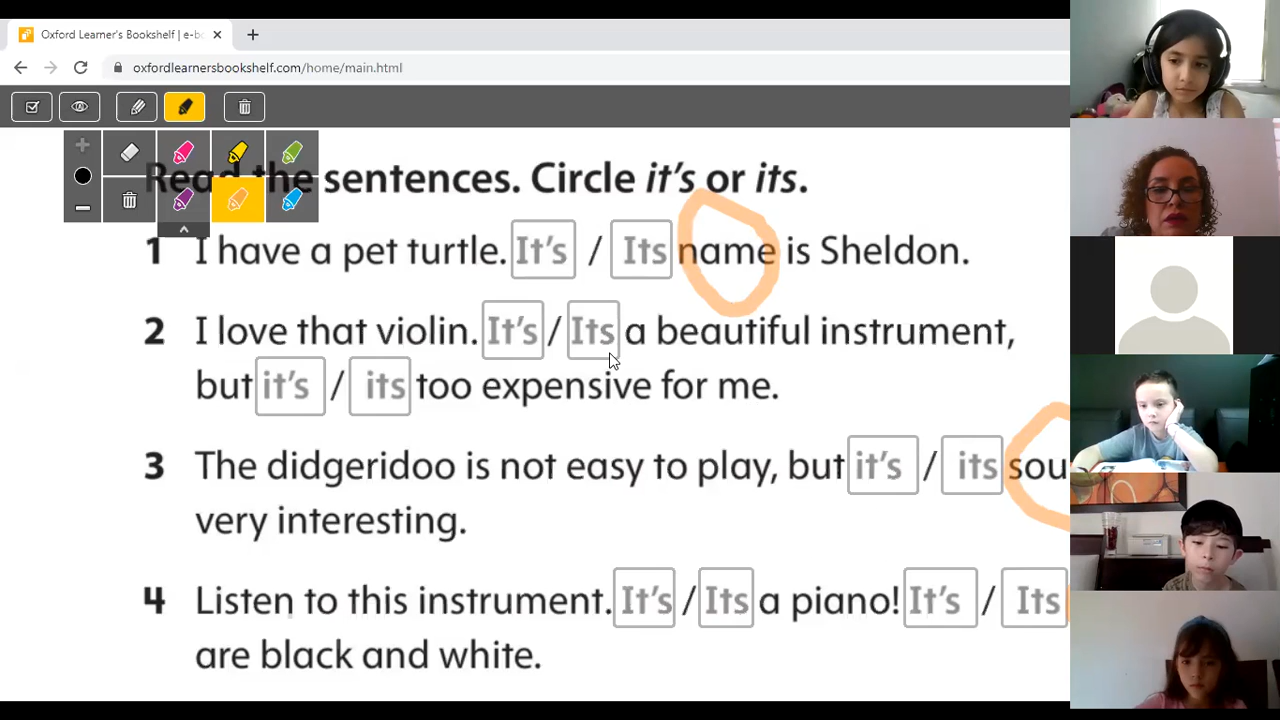 Oxford Learner's Bookshelf | e-b
oxfordlearnersbookshelf.com/home/main.html
Read the sentences. Circle it's or its.
1 I have a pet turtle. It's / Its name is Sheldon.
2 I love that violin. It's / Its a beautiful instrument,
but it's / its too expensive for me.
3 The didgeridoo is not easy to play, but it's / its sou
very interesting.
4 Listen to this instrument. It's / Its a piano! It's / Its
are black and white.